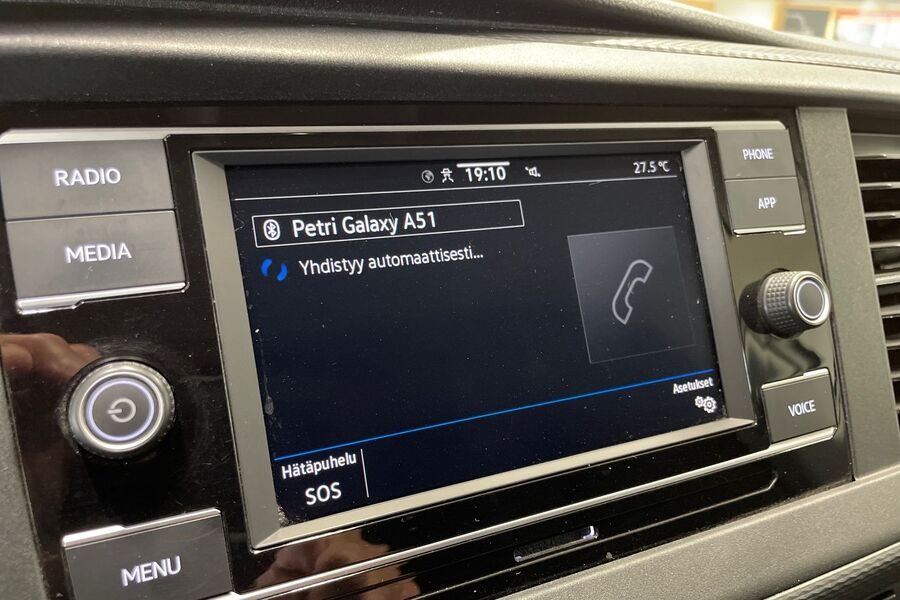 RADIO
MEDIA
MENU
19:10
27.5 °C
Petri Galaxy A51
Yhdistyy automaattisesti...
Asetukset
Hätäpuhelu
SOS
PHONE
APP
VOICE